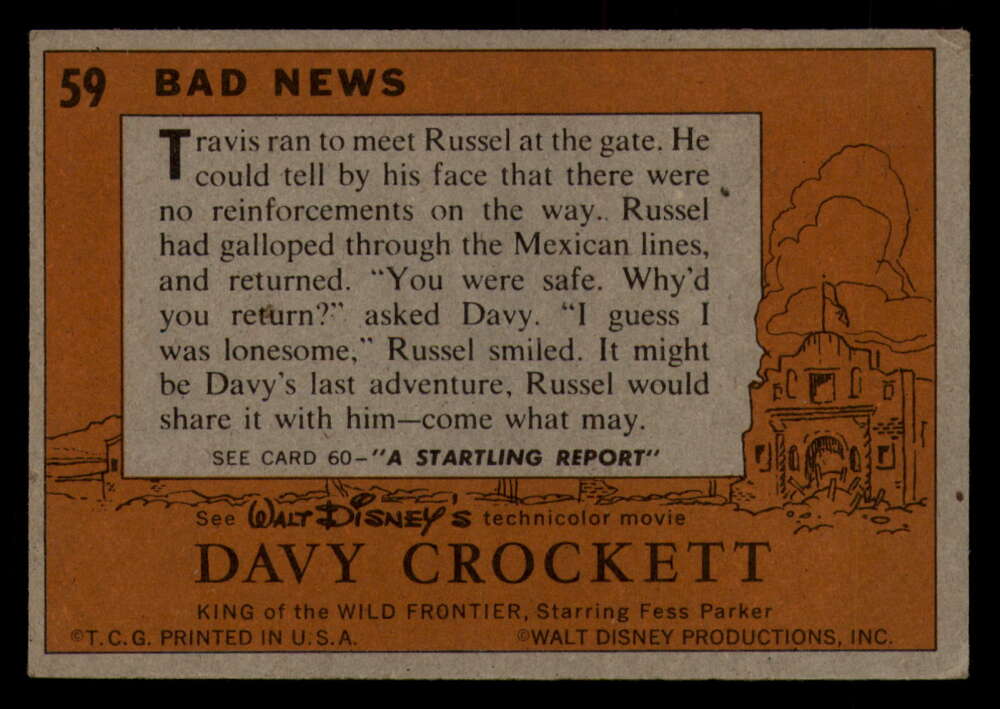 59 BAD NEWS
Travis ran to meet Russel at the gate. He
could tell by his face that there were
no reinforcements on the way. Russel
had galloped through the Mexican lines,
and returned. “You were safe. Why’d
you return?” asked Davy. “I guess I
was lonesome,” Russel smiled. It might
be Davy’s last adventure, Russel would
share it with him—come what may.
SEE CARD 60–"A STARTLING REPORT"
See WALT DISNEY'S technicolor movie
DAVY CROCKETT
KING of the WILD FRONTIER, Starring Fess Parker
©T.C.G. PRINTED IN U.S.A. ©WALT DISNEY PRODUCTIONS, INC.